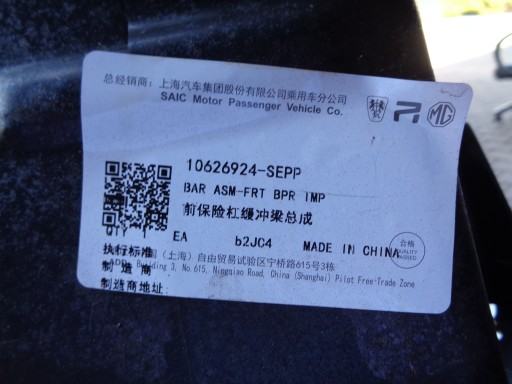 总经销商：上海汽车集团股份有限公司乘用车分公司
SAIC Motor Passenger Vehicle Co.
MG
10626924-SEPP
BAR ASM-FRT BPR IMP
前保险杠缓冲梁总成
EA b2JC4 MADE IN CHINA
合格
QUALITY PASSED
执行标准
国（上海）自由贸易试验区宁桥路615号3栋
制造商
Building 3, No.615, Ningqiao Road, China (Shanghai) Pilot Free-Trade Zone
制造商地址: